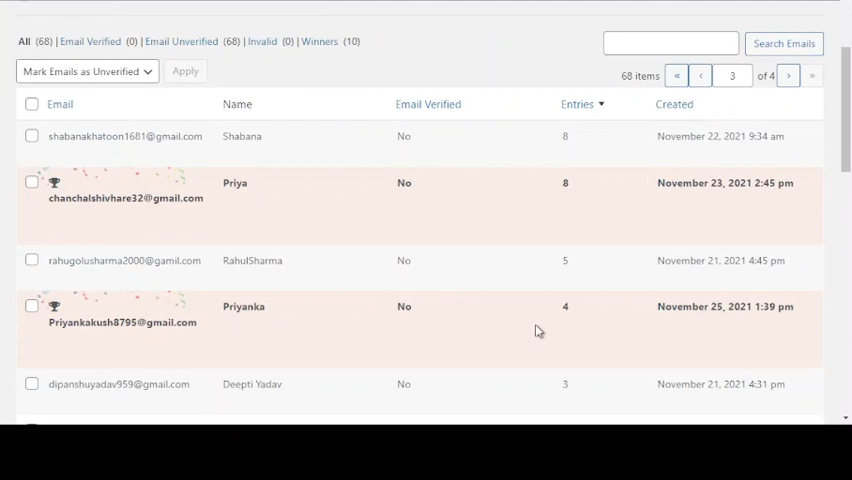 All (68) | Email Verified (0) | Email Unverified (68) | Invalid (0) | Winners (10)
Search Emails
Mark Emails as Unverified Apply 68 items « ‹ 3 of 4 › »
Email Name Email Verified Entries Created
shabanakhatoon1681@gmail.com Shabana No 8 November 22, 2021 9:34 am
Priya No 8 November 23, 2021 2:45 pm
chanchalshivhare32@gmail.com
rahugolusharma2000@gamil.com RahulSharma No 5 November 21, 2021 4:45 pm
Priyanka No 4 November 25, 2021 1:39 pm
Priyankakush8795@gmail.com
dipanshuyadav959@gmail.com Deepti Yadav No 3 November 21, 2021 4:31 pm